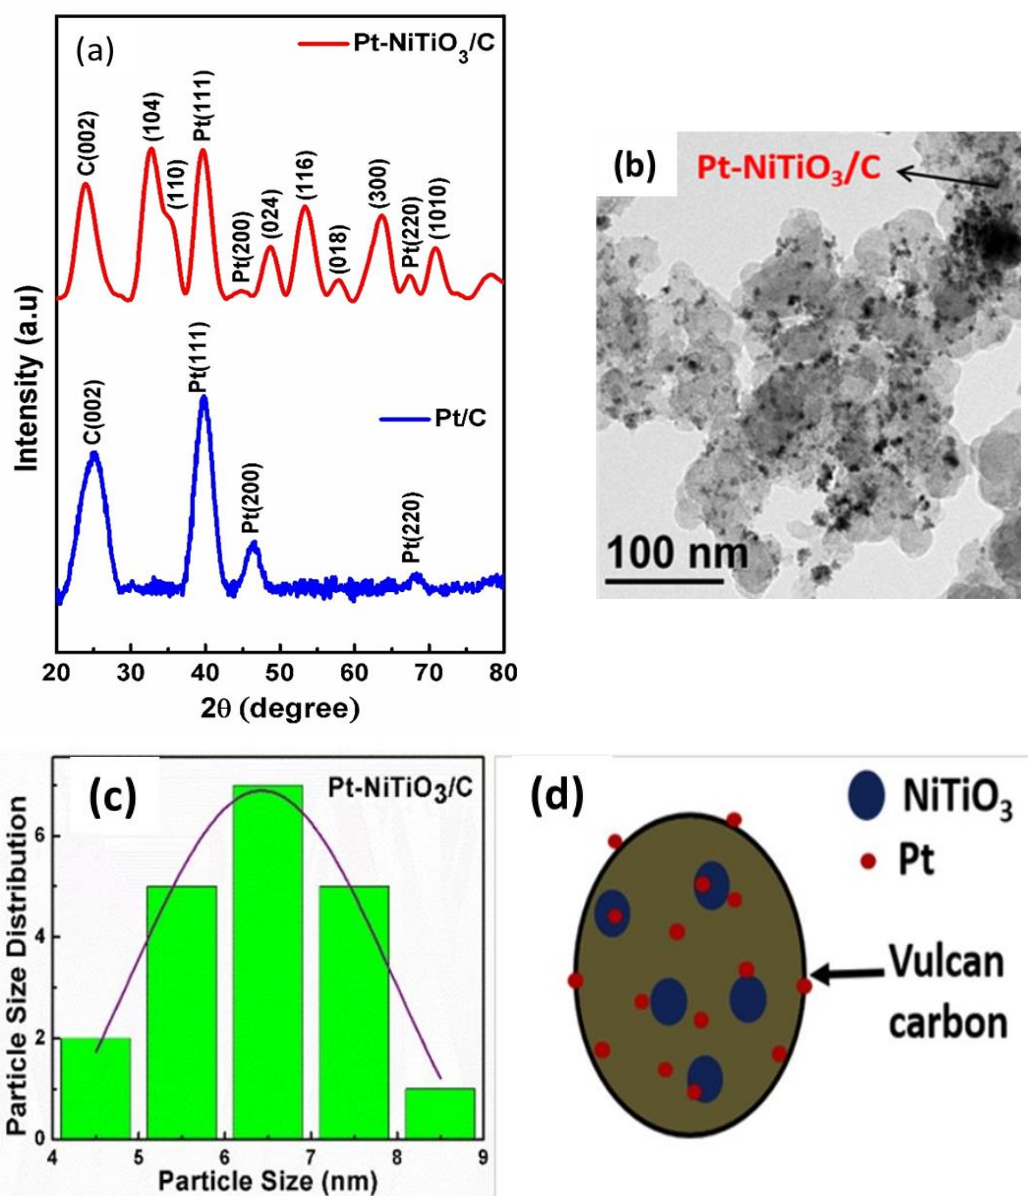 (a)
Pt-NiTiO₃/C
C(002)
(104)
(110)
Pt(111)
Pt(200)
(024)
(116)
(018)
(300)
Pt(220)
(1010)
Pt/C
C(002)
Pt(111)
Pt(200)
Pt(220)
Intensity (a.u)
20 30 40 50 60 70 80
2θ (degree)
(b)
Pt-NiTiO₃/C
100 nm
(c)
Pt-NiTiO₃/C
Particle Size Distribution
6
4
2
0
4 5 6 7 8 9
Particle Size (nm)
(d)
NiTiO₃
Pt
Vulcan
carbon